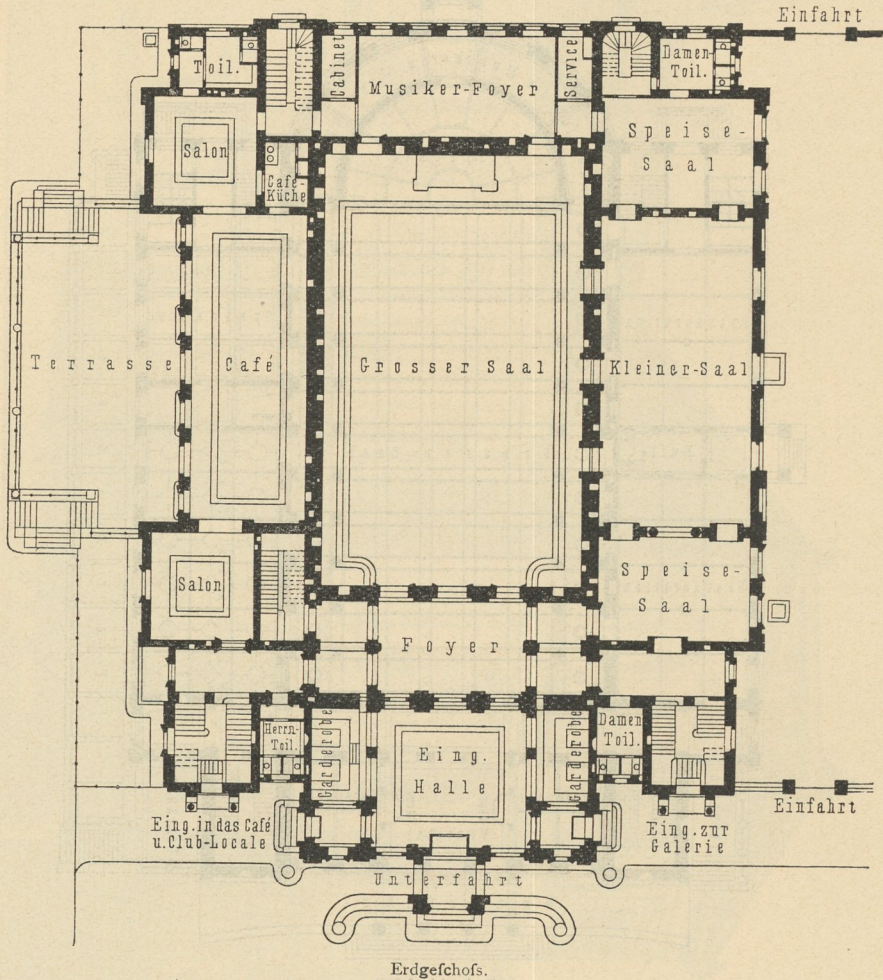 Einfahrt
Toil.
Cabinet
Musiker-Foyer
Service
Damen-
Toil.
Salon
Café-
Küche
Speise-
Saal
Terrasse
Café
Grosser Saal
Kleiner-Saal
Salon
Speise-
Saal
Foyer
Herrn-
Toil.
Garderobe
Eing.
Halle
Garderobe
Damen
Toil.
Eing. in das Café
u. Club-Locale
Eing. zur
Galerie
Einfahrt
Unterfahrt
Erdgeſchoſs.